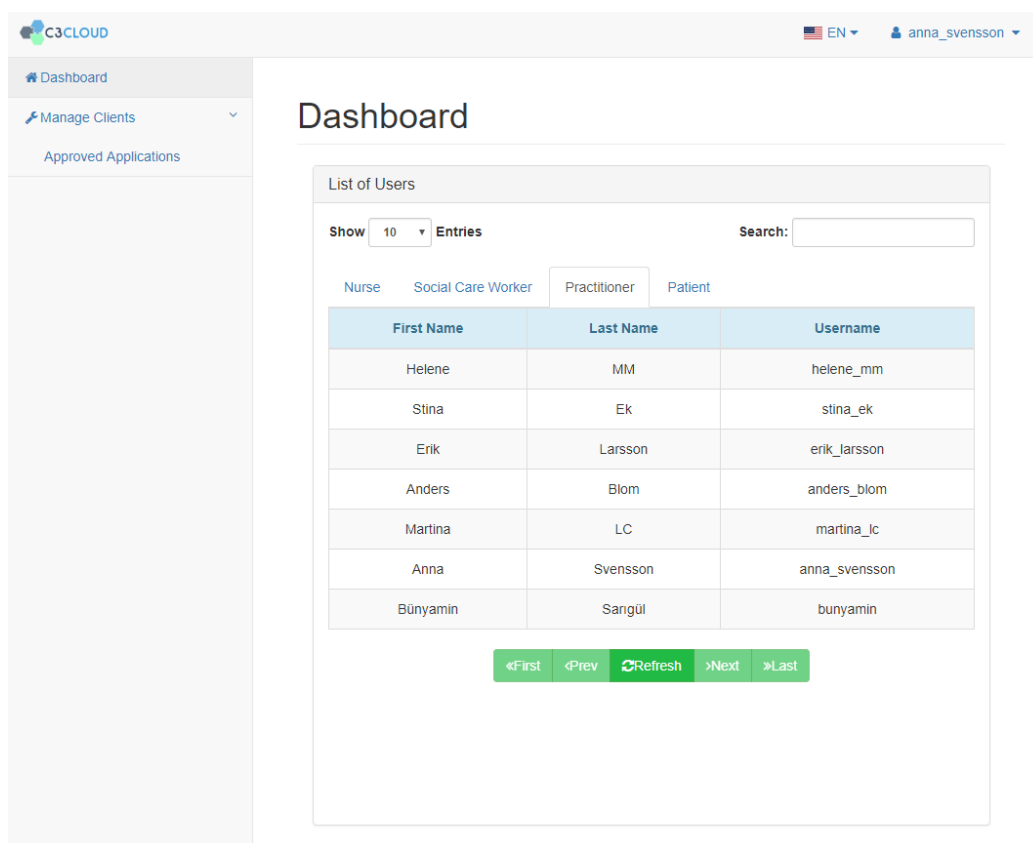 C3CLOUD EN anna_svensson
Dashboard
Manage Clients
Approved Applications
Dashboard
List of Users
Show 10 Entries Search:
Nurse Social Care Worker Practitioner Patient
First Name Last Name Username
Helene MM helene_mm
Stina Ek stina_ek
Erik Larsson erik_larsson
Anders Blom anders_blom
Martina LC martina_lc
Anna Svensson anna_svensson
Bünyamin Sarıgül bunyamin
«First ‹Prev Refresh ›Next »Last